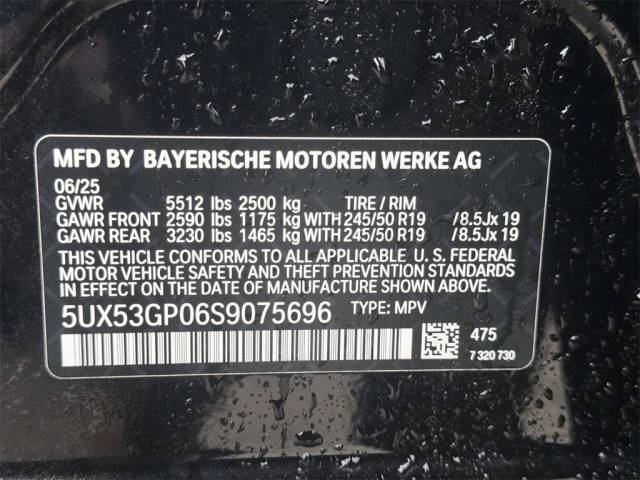 MFD BY BAYERISCHE MOTOREN WERKE AG
06/25
GVWR 5512 lbs 2500 kg TIRE / RIM
GAWR FRONT 2590 lbs 1175 kg WITH 245/50 R19 /8.5Jx 19
GAWR REAR 3230 lbs 1465 kg WITH 245/50 R19 /8.5Jx 19
THIS VEHICLE CONFORMS TO ALL APPLICABLE U. S. FEDERAL
MOTOR VEHICLE SAFETY AND THEFT PREVENTION STANDARDS
IN EFFECT ON THE DATE OF MANUFACTURE SHOWN ABOVE.
5UX53GP06S9075696 TYPE: MPV
475
7 320 730